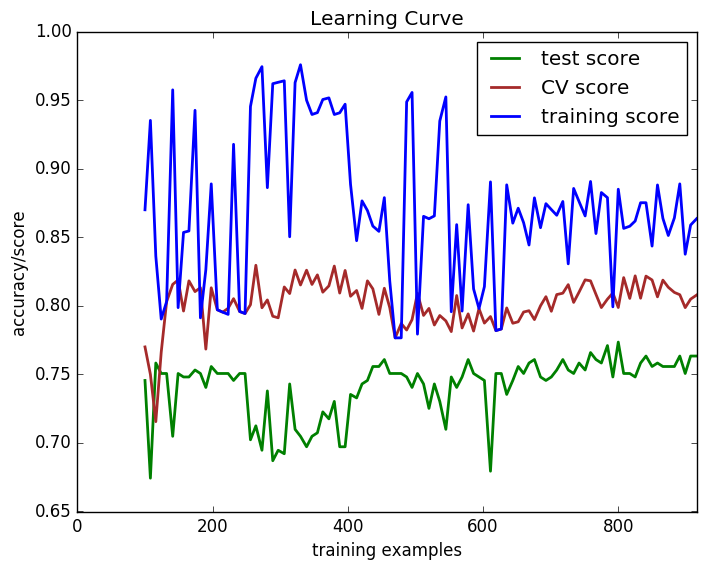 Learning Curve
1.00
0.95
0.90
0.85
0.80
0.75
0.70
0.65
accuracy/score
test score
CV score
training score
0 200 400 600 800
training examples